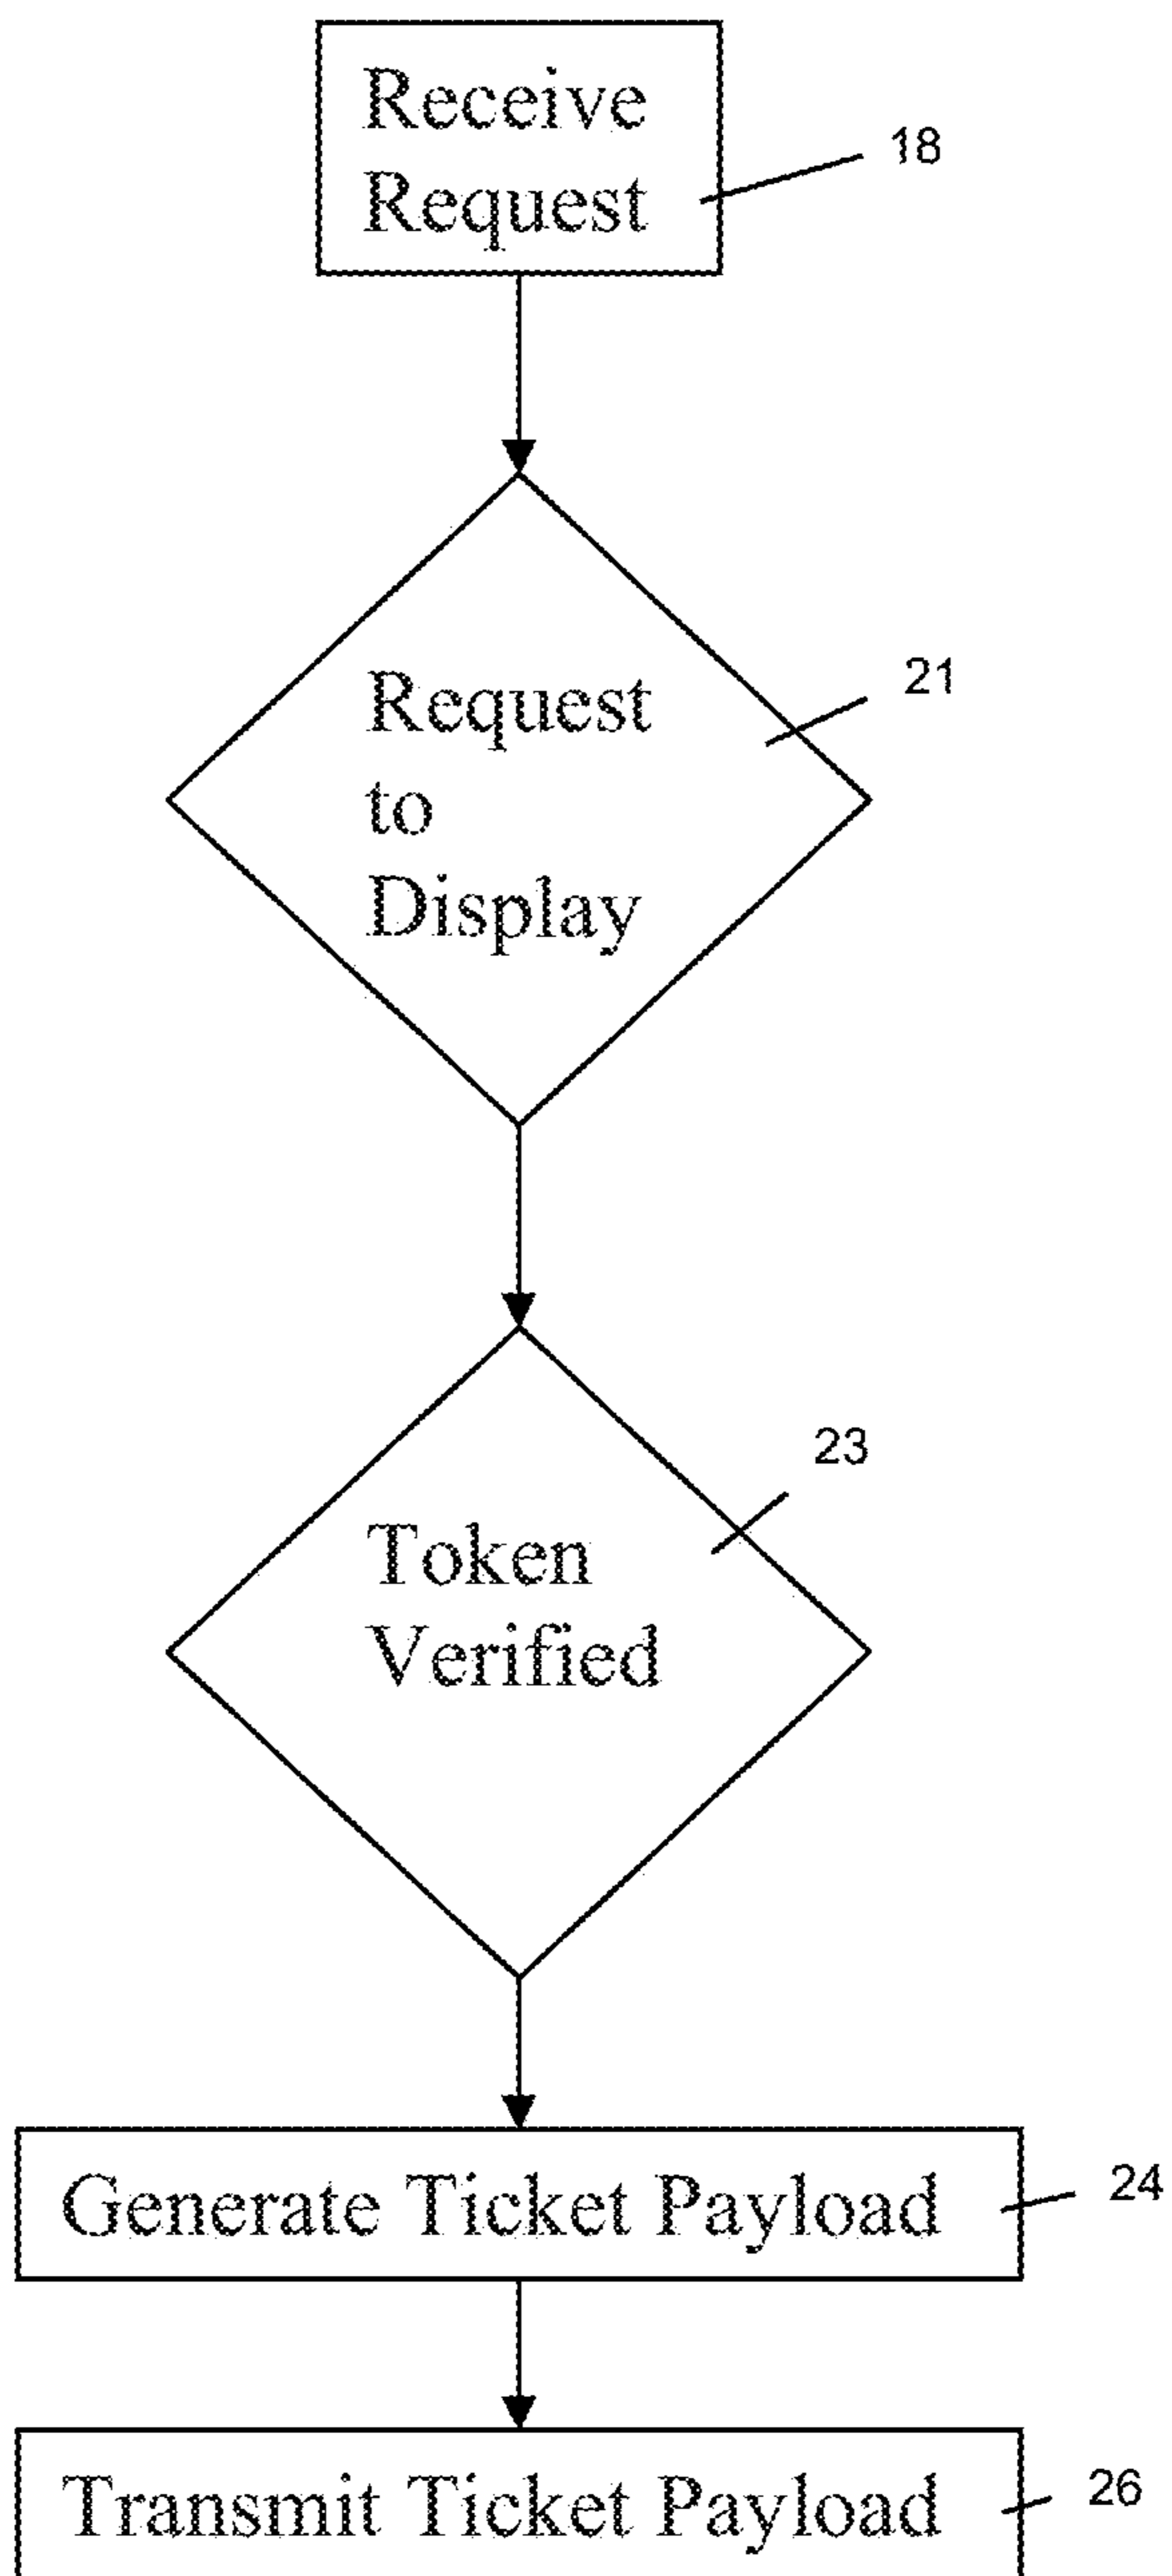 Receive
Request
18
Request
to
Display
21
Token
Verified
23
Generate Ticket Payload
24
Transmit Ticket Payload
26